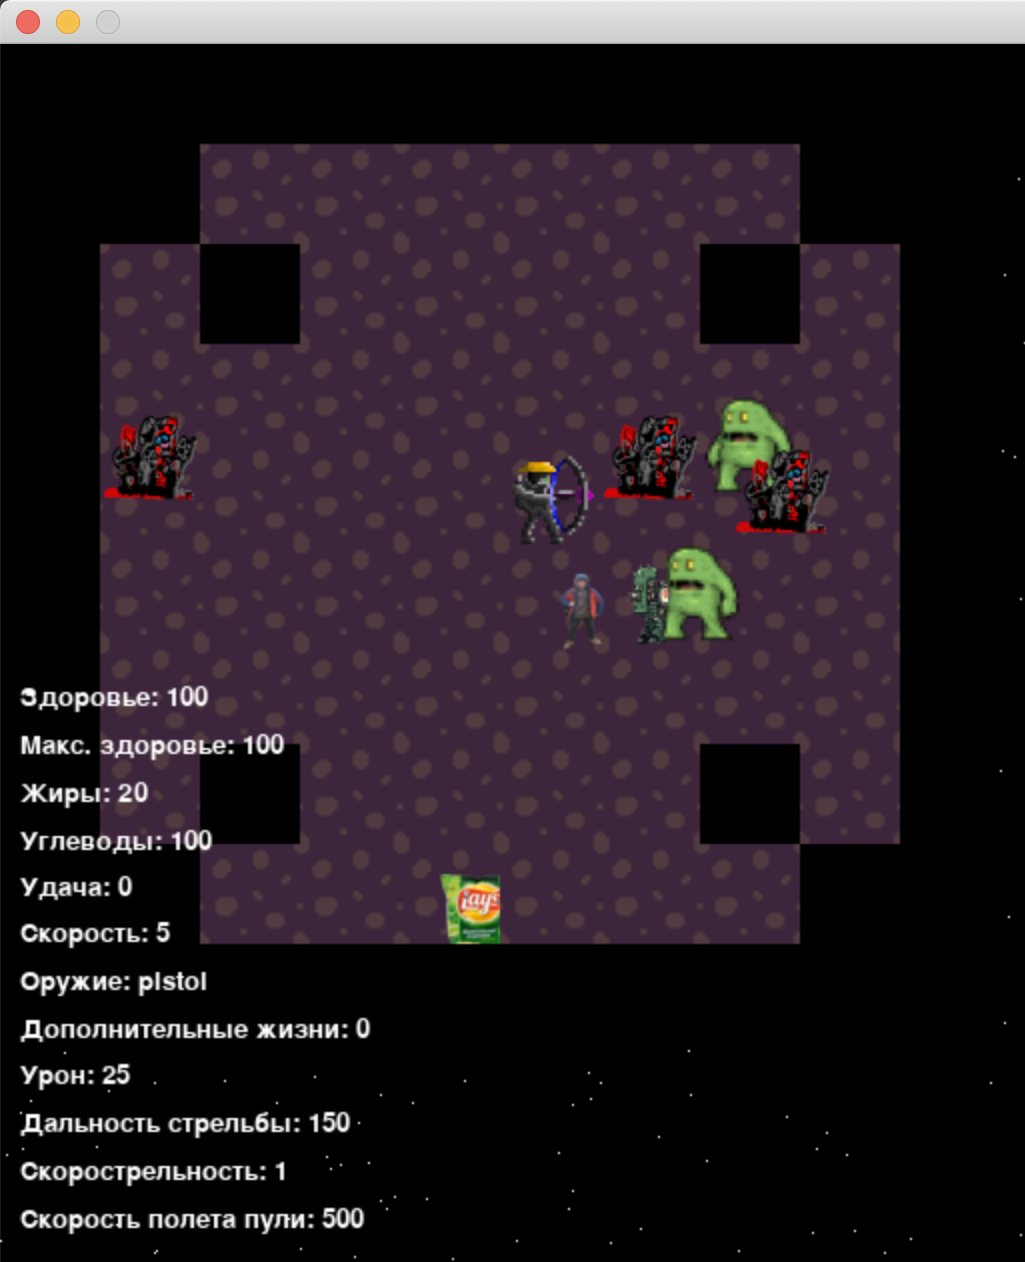 Lay's
Здоровье: 100
Макс. здоровье: 100
Жиры: 20
Углеводы: 100
Удача: 0
Скорость: 5
Оружие: pistol
Дополнительные жизни: 0
Урон: 25
Дальность стрельбы: 150
Скорострельность: 1
Скорость полета пули: 500